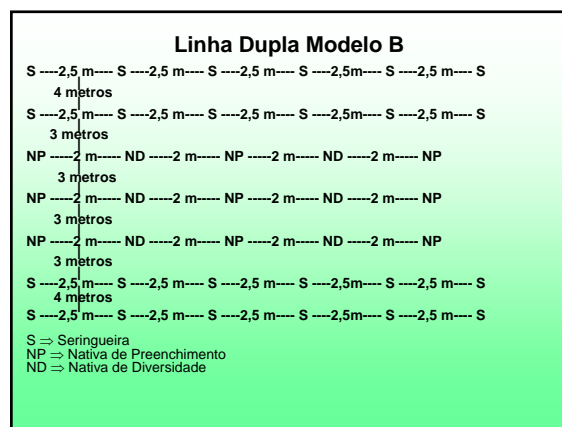 Linha Dupla Modelo B
S ----2,5 m---- S ----2,5 m---- S ----2,5 m---- S ----2,5m---- S ----2,5 m---- S
4 metros
S ----2,5 m---- S ----2,5 m---- S ----2,5 m---- S ----2,5m---- S ----2,5 m---- S
3 metros
NP -----2 m----- ND -----2 m----- NP -----2 m----- ND -----2 m----- NP
3 metros
NP -----2 m----- ND -----2 m----- NP -----2 m----- ND -----2 m----- NP
3 metros
NP -----2 m----- ND -----2 m----- NP -----2 m----- ND -----2 m----- NP
3 metros
S ----2,5 m---- S ----2,5 m---- S ----2,5 m---- S ----2,5m---- S ----2,5 m---- S
4 metros
S ----2,5 m---- S ----2,5 m---- S ----2,5 m---- S ----2,5m---- S ----2,5 m---- S
S ⇒ Seringueira
NP ⇒ Nativa de Preenchimento
ND ⇒ Nativa de Diversidade